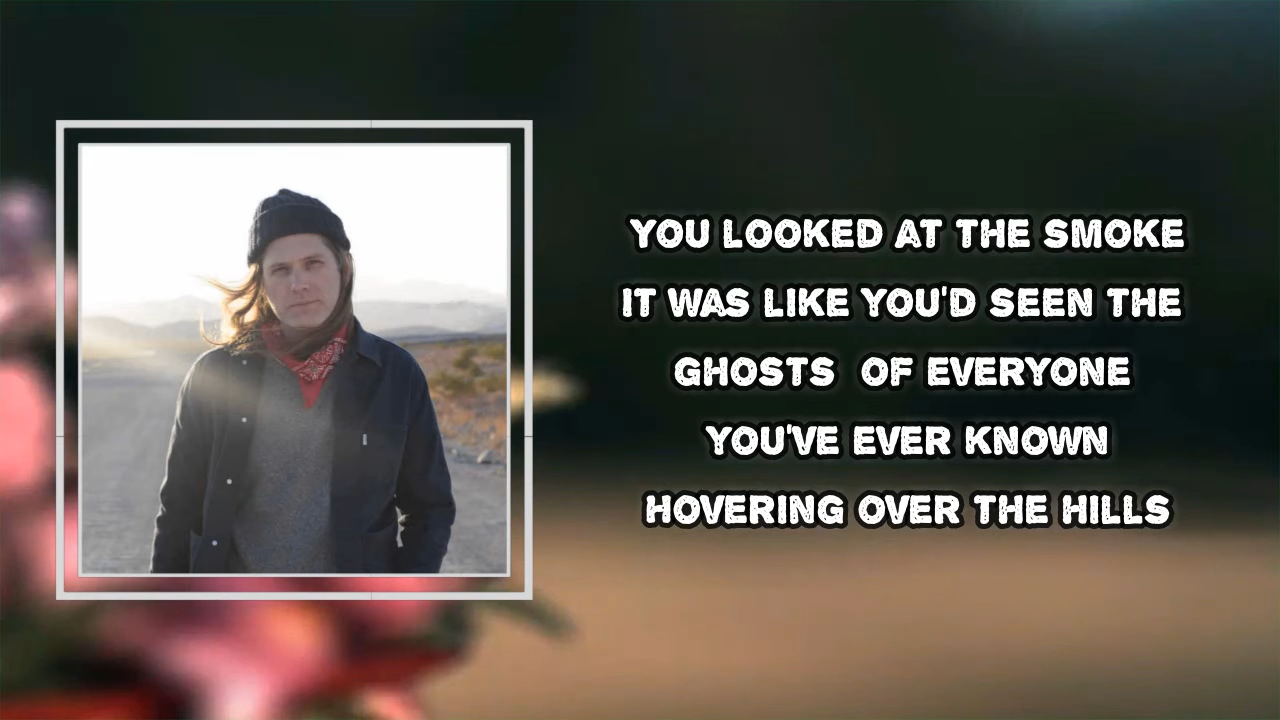 YOU LOOKED AT THE SMOKE
IT WAS LIKE YOU'D SEEN THE
GHOSTS OF EVERYONE
YOU'VE EVER KNOWN
HOVERING OVER THE HILLS